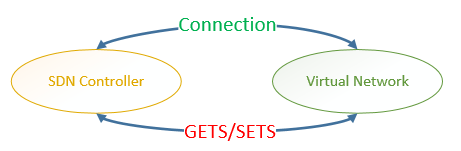 Connection
SDN Controller
Virtual Network
GETS/SETS